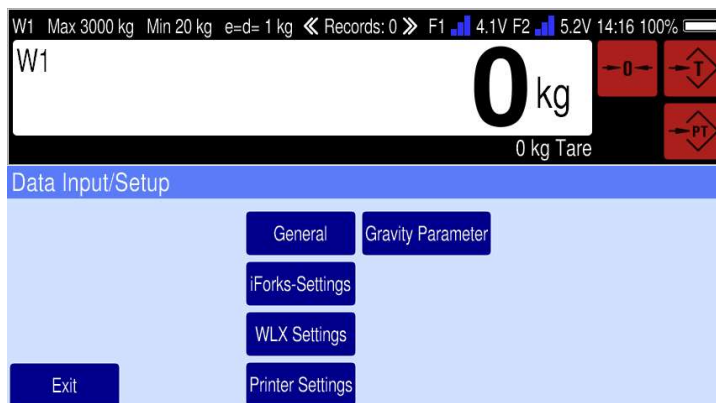 W1 Max 3000 kg Min 20 kg e=d= 1 kg ≪ Records: 0 ≫ F1 4.1V F2 5.2V 14:16 100%
W1
0 kg
→0← →T
→PT
0 kg Tare
Data Input/Setup
General Gravity Parameter
iForks-Settings
WLX Settings
Exit Printer Settings